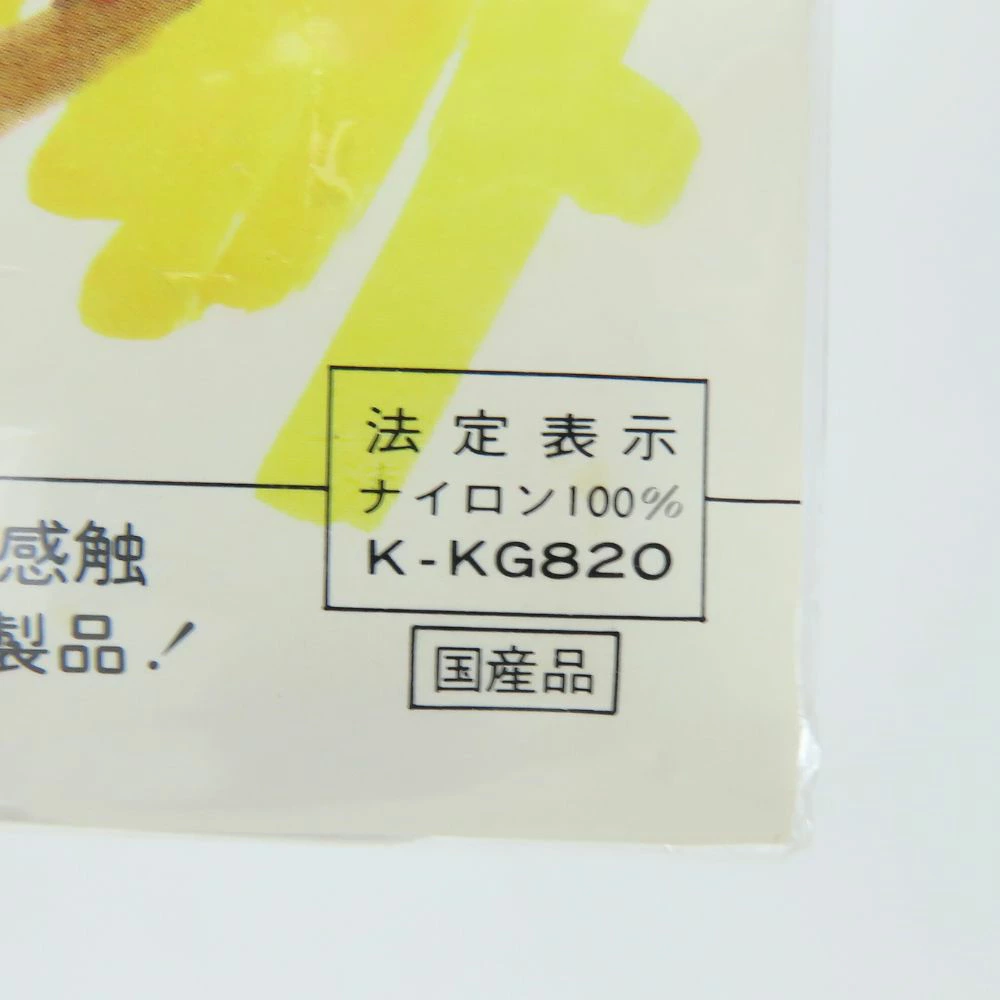 法定表示
ナイロン100%
K-KG820
感触
製品!
国産品